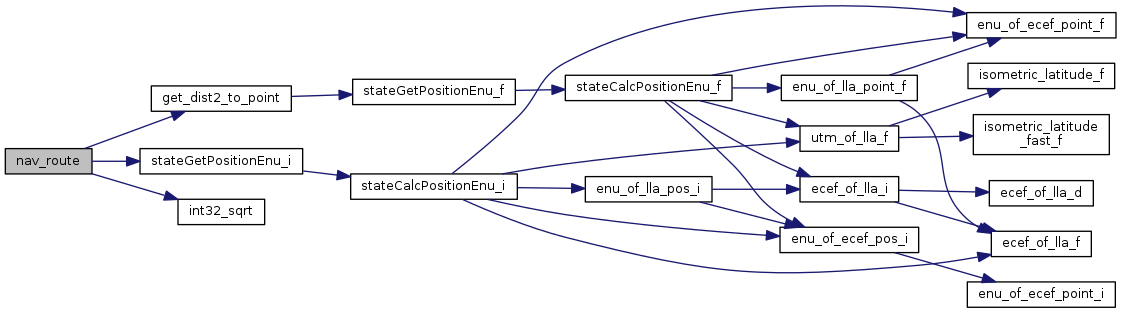 nav_route
get_dist2_to_point
stateGetPositionEnu_i
int32_sqrt
stateGetPositionEnu_f
stateCalcPositionEnu_i
stateCalcPositionEnu_f
enu_of_lla_pos_i
enu_of_lla_point_f
utm_of_lla_f
ecef_of_lla_i
enu_of_ecef_pos_i
enu_of_ecef_point_f
isometric_latitude_f
isometric_latitude
_fast_f
ecef_of_lla_d
ecef_of_lla_f
enu_of_ecef_point_i